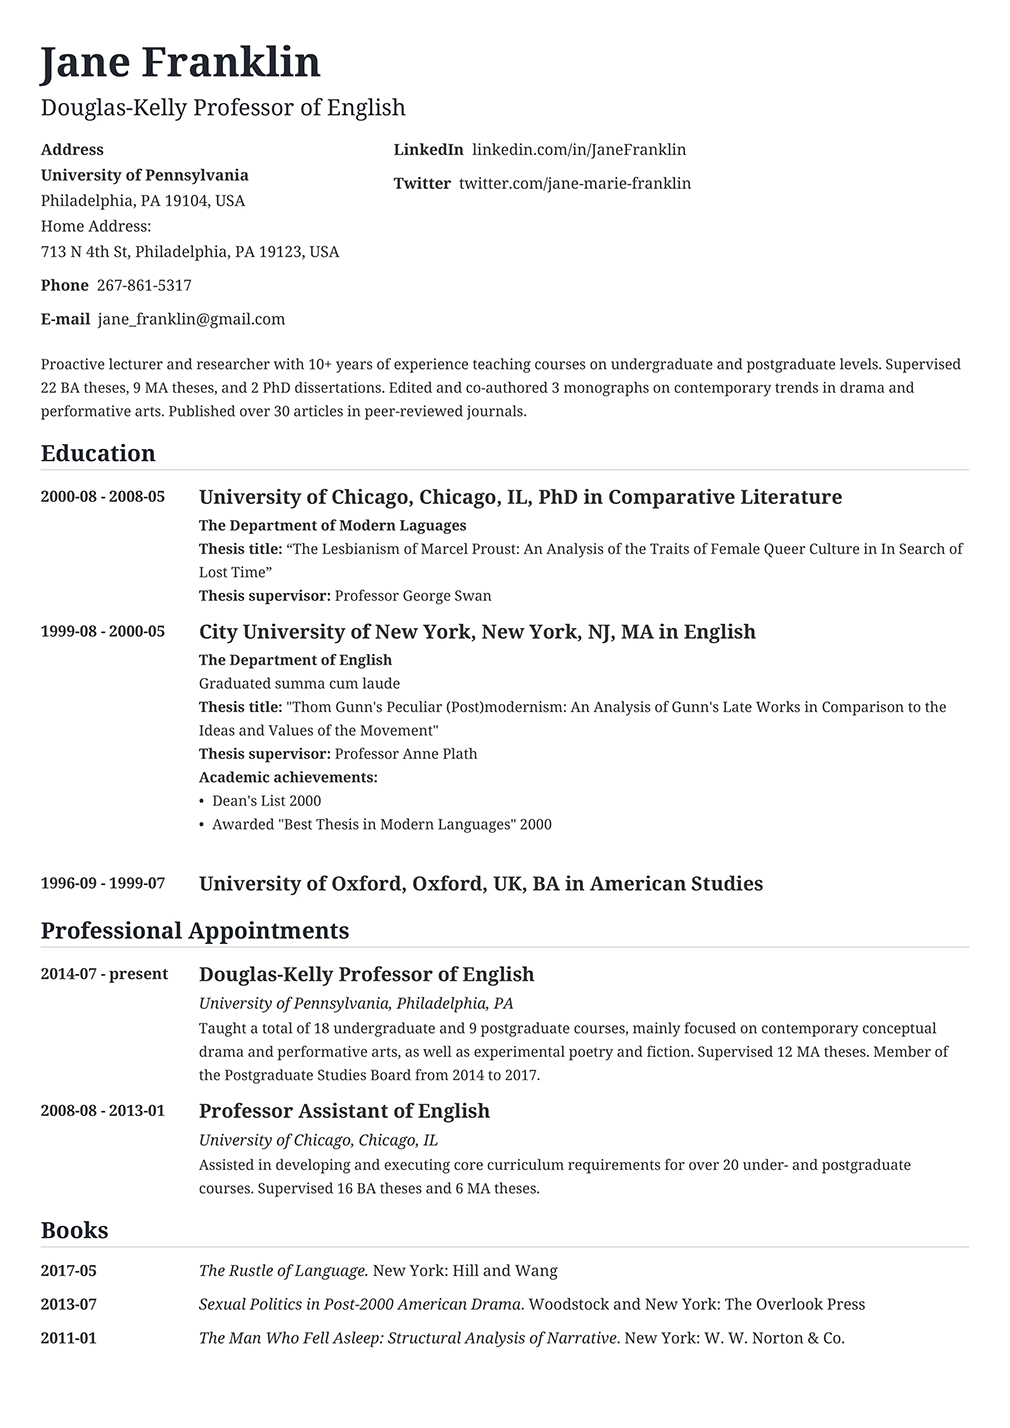 Jane Franklin
Douglas-Kelly Professor of English
Address
University of Pennsylvania
Philadelphia, PA 19104, USA
Home Address:
713 N 4th St, Philadelphia, PA 19123, USA
Phone 267-861-5317
E-mail jane_franklin@gmail.com
LinkedIn linkedin.com/in/JaneFranklin
Twitter twitter.com/jane-marie-franklin
Proactive lecturer and researcher with 10+ years of experience teaching courses on undergraduate and postgraduate levels. Supervised
22 BA theses, 9 MA theses, and 2 PhD dissertations. Edited and co-authored 3 monographs on contemporary trends in drama and
performative arts. Published over 30 articles in peer-reviewed journals.
Education
2000-08 - 2008-05 University of Chicago, Chicago, IL, PhD in Comparative Literature
The Department of Modern Laguages
Thesis title: “The Lesbianism of Marcel Proust: An Analysis of the Traits of Female Queer Culture in In Search of
Lost Time”
Thesis supervisor: Professor George Swan
1999-08 - 2000-05 City University of New York, New York, NJ, MA in English
The Department of English
Graduated summa cum laude
Thesis title: "Thom Gunn's Peculiar (Post)modernism: An Analysis of Gunn's Late Works in Comparison to the
Ideas and Values of the Movement"
Thesis supervisor: Professor Anne Plath
Academic achievements:
• Dean's List 2000
• Awarded "Best Thesis in Modern Languages" 2000
1996-09 - 1999-07 University of Oxford, Oxford, UK, BA in American Studies
Professional Appointments
2014-07 - present Douglas-Kelly Professor of English
University of Pennsylvania, Philadelphia, PA
Taught a total of 18 undergraduate and 9 postgraduate courses, mainly focused on contemporary conceptual
drama and performative arts, as well as experimental poetry and fiction. Supervised 12 MA theses. Member of
the Postgraduate Studies Board from 2014 to 2017.
2008-08 - 2013-01 Professor Assistant of English
University of Chicago, Chicago, IL
Assisted in developing and executing core curriculum requirements for over 20 under- and postgraduate
courses. Supervised 16 BA theses and 6 MA theses.
Books
2017-05 The Rustle of Language. New York: Hill and Wang
2013-07 Sexual Politics in Post-2000 American Drama. Woodstock and New York: The Overlook Press
2011-01 The Man Who Fell Asleep: Structural Analysis of Narrative. New York: W. W. Norton & Co.